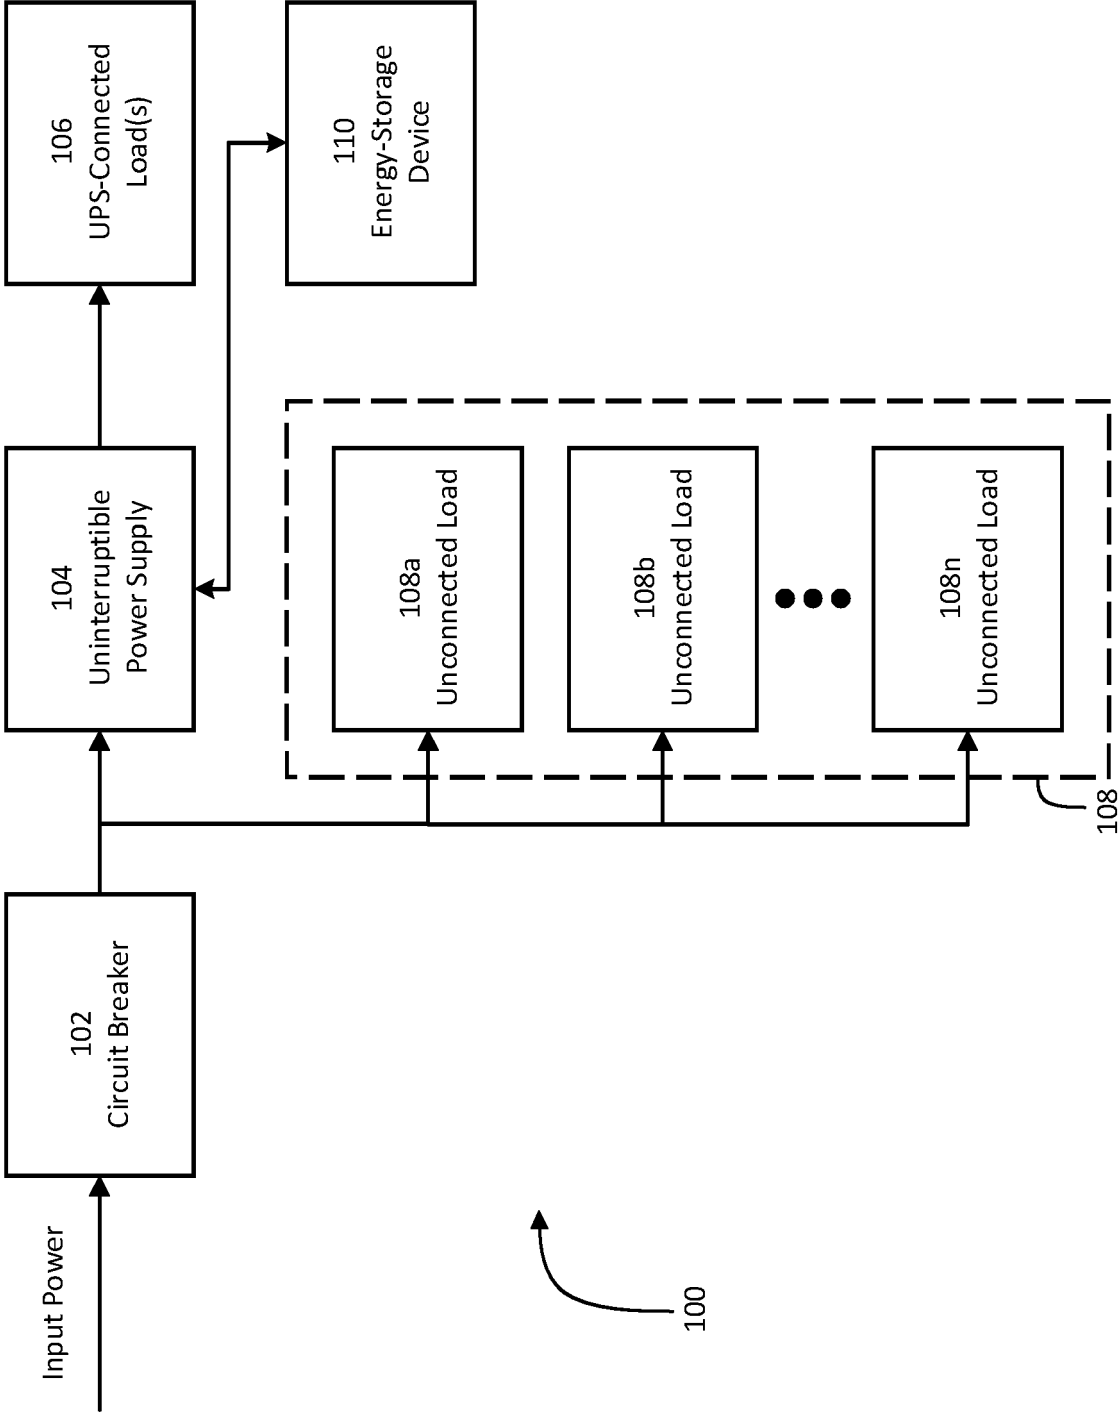 Input Power
102
Circuit Breaker
104
Uninterruptible
Power Supply
106
UPS-Connected
Load(s)
110
Energy-Storage
Device
108a
Unconnected Load
108b
Unconnected Load
108n
Unconnected Load
108
100